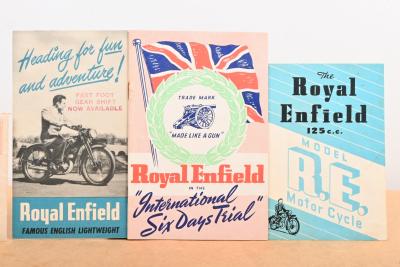 Heading for fun
and adventure!
FAST FOOT
GEAR SHIFT
NOW AVAILABLE
Royal Enfield
FAMOUS ENGLISH LIGHTWEIGHT
TRADE MARK
"MADE LIKE A GUN"
Royal Enfield
IN THE
"International
Six Days Trial"
The
Royal
Enfield
125 c.c.
MODEL
R.E.
Motor Cycle